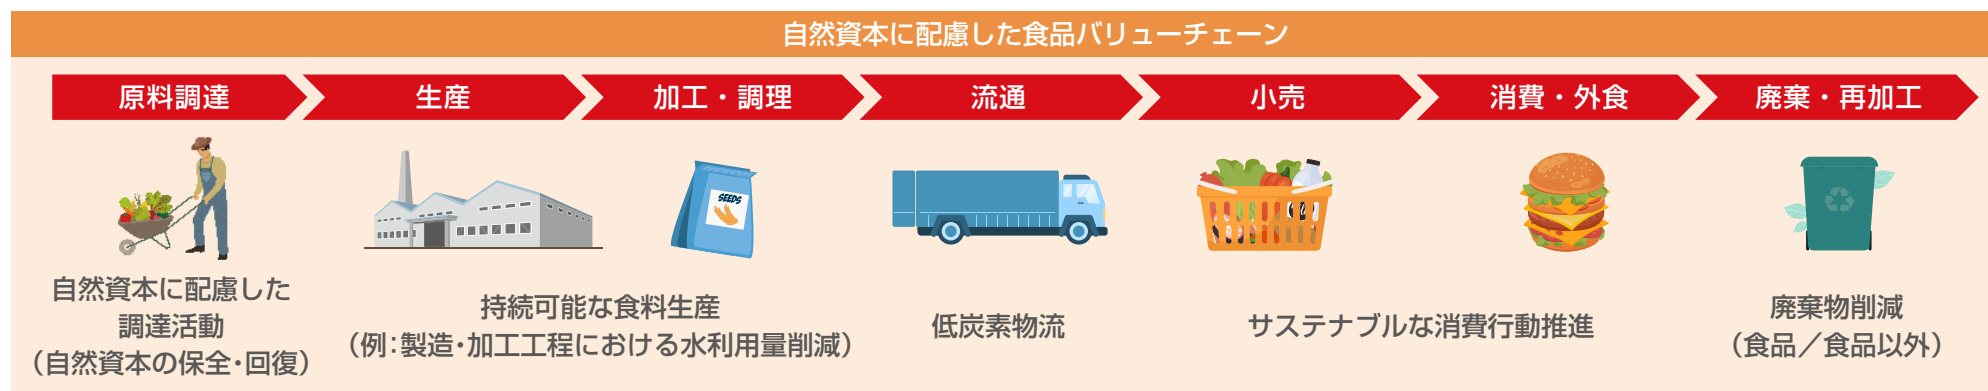 自然資本に配慮した食品バリューチェーン
原料調達
生産
加工・調理
流通
小売
消費・外食
廃棄・再加工
SEEDS
自然資本に配慮した
調達活動
（自然資本の保全・回復）
持続可能な食料生産
（例：製造・加工工程における水利用量削減）
低炭素物流
サステナブルな消費行動推進
廃棄物削減
（食品／食品以外）